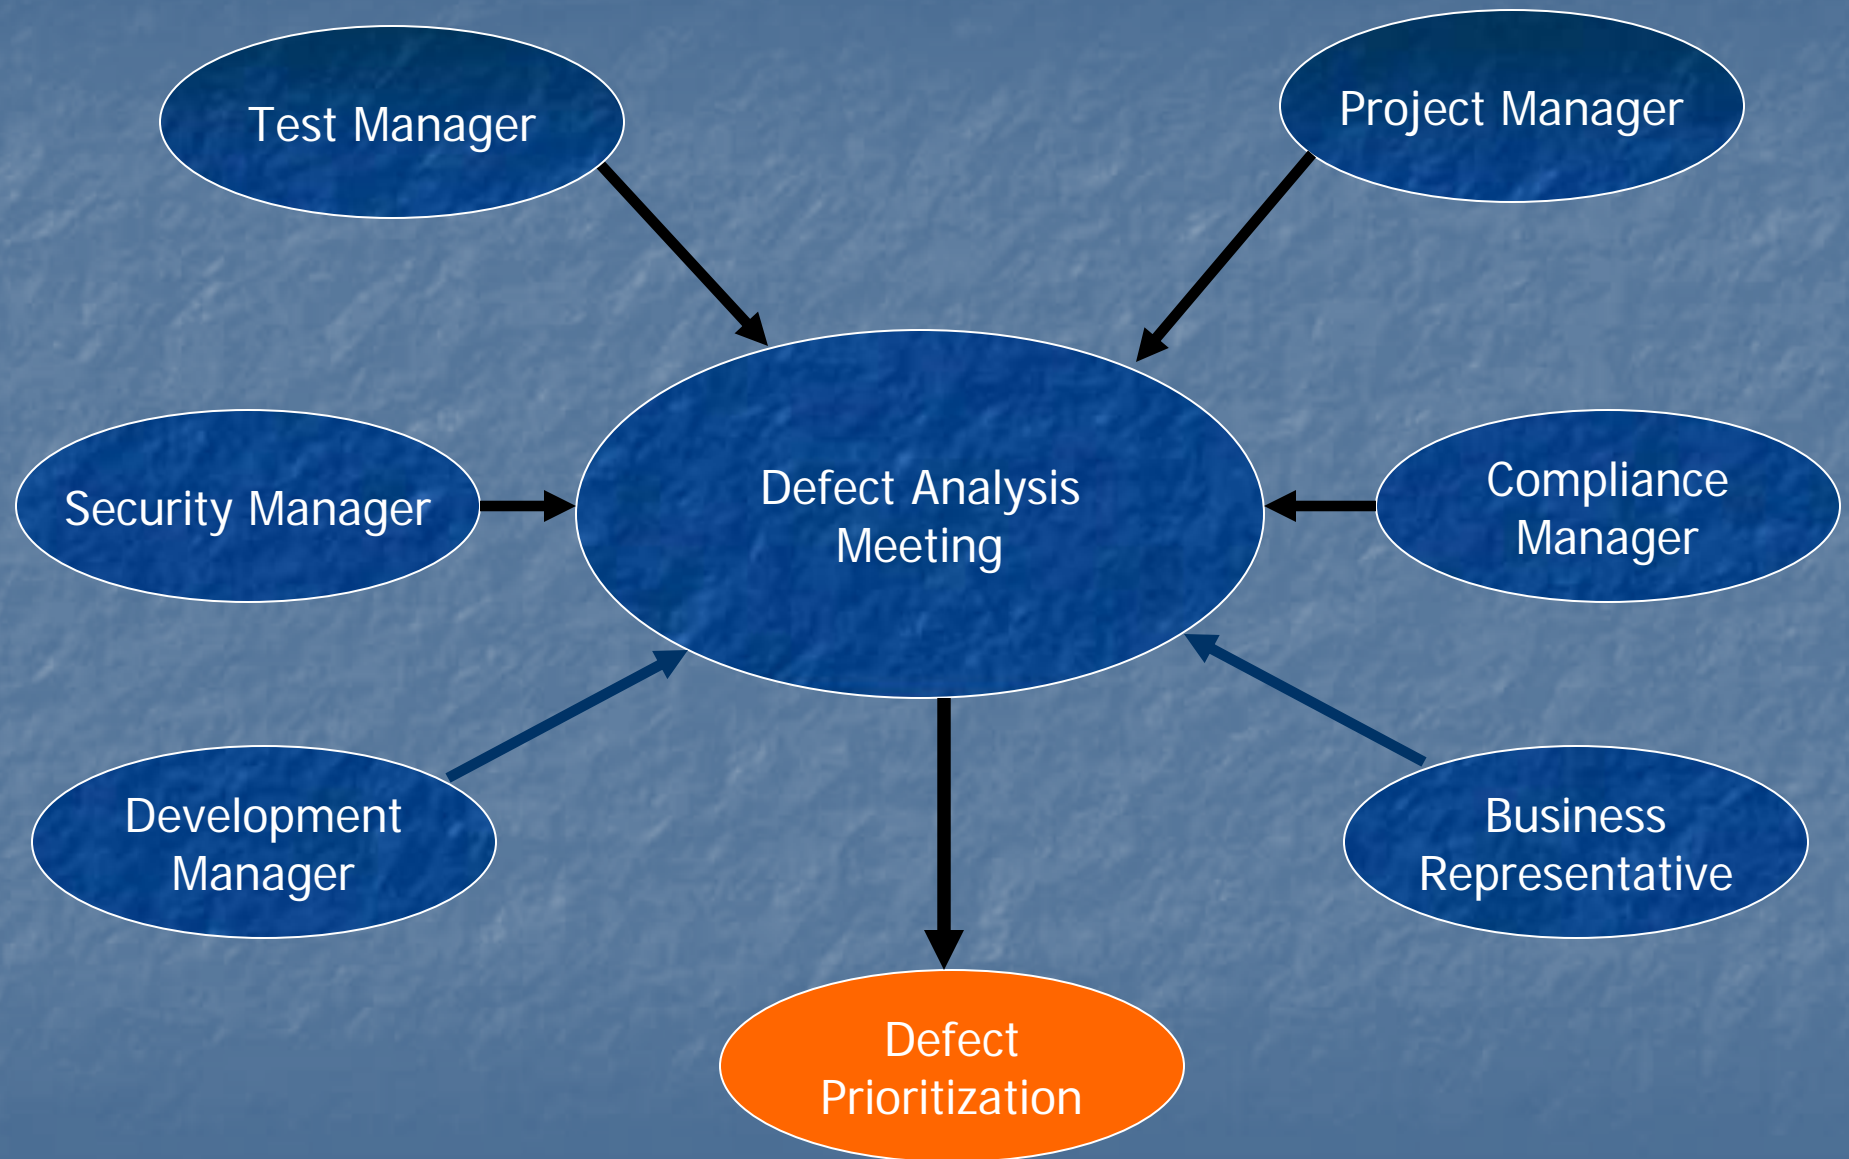 Test Manager
Project Manager
Security Manager
Defect Analysis
Meeting
Compliance
Manager
Development
Manager
Business
Representative
Defect
Prioritization